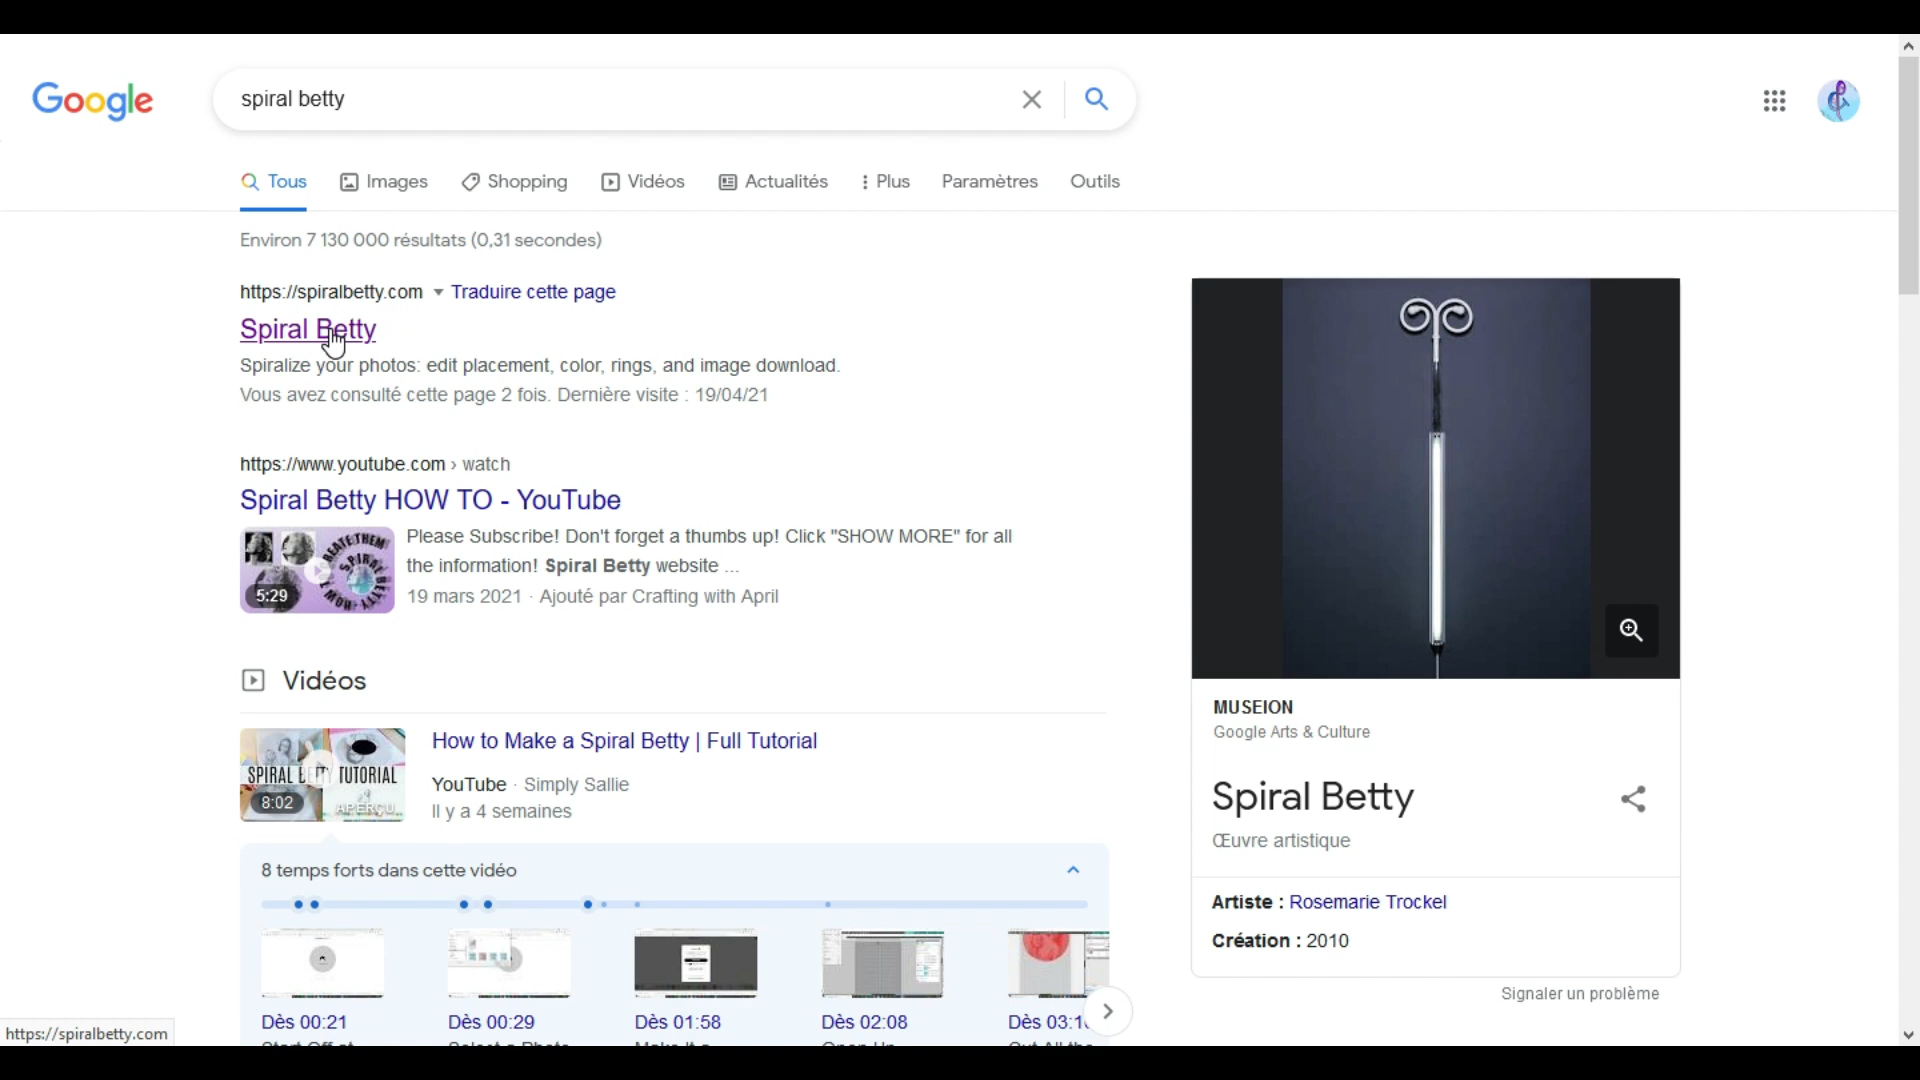 Google
spiral betty
Tous
Images
Shopping
Vidéos
Actualités
Plus
Paramètres
Outils
Environ 7 130 000 résultats (0,31 secondes)
https://spiralbetty.com
Traduire cette page
Spiral Betty
Spiralize your photos: edit placement, color, rings, and image download.
Vous avez consulté cette page 2 fois. Dernière visite : 19/04/21
https://www.youtube.com › watch
Spiral Betty HOW TO - YouTube
5:29
Please Subscribe! Don't forget a thumbs up! Click "SHOW MORE" for all
the information! Spiral Betty website ...
19 mars 2021 · Ajouté par Crafting with April
Vidéos
SPIRAL BETTY TUTORIAL
8:02
APERÇU
How to Make a Spiral Betty | Full Tutorial
YouTube · Simply Sallie
Il y a 4 semaines
8 temps forts dans cette vidéo
Dès 00:21
Dès 00:29
Dès 01:58
Dès 02:08
Dès 03:1
MUSEION
Google Arts & Culture
Spiral Betty
Œuvre artistique
Artiste : Rosemarie Trockel
Création : 2010
Signaler un problème
https://spiralbetty.com